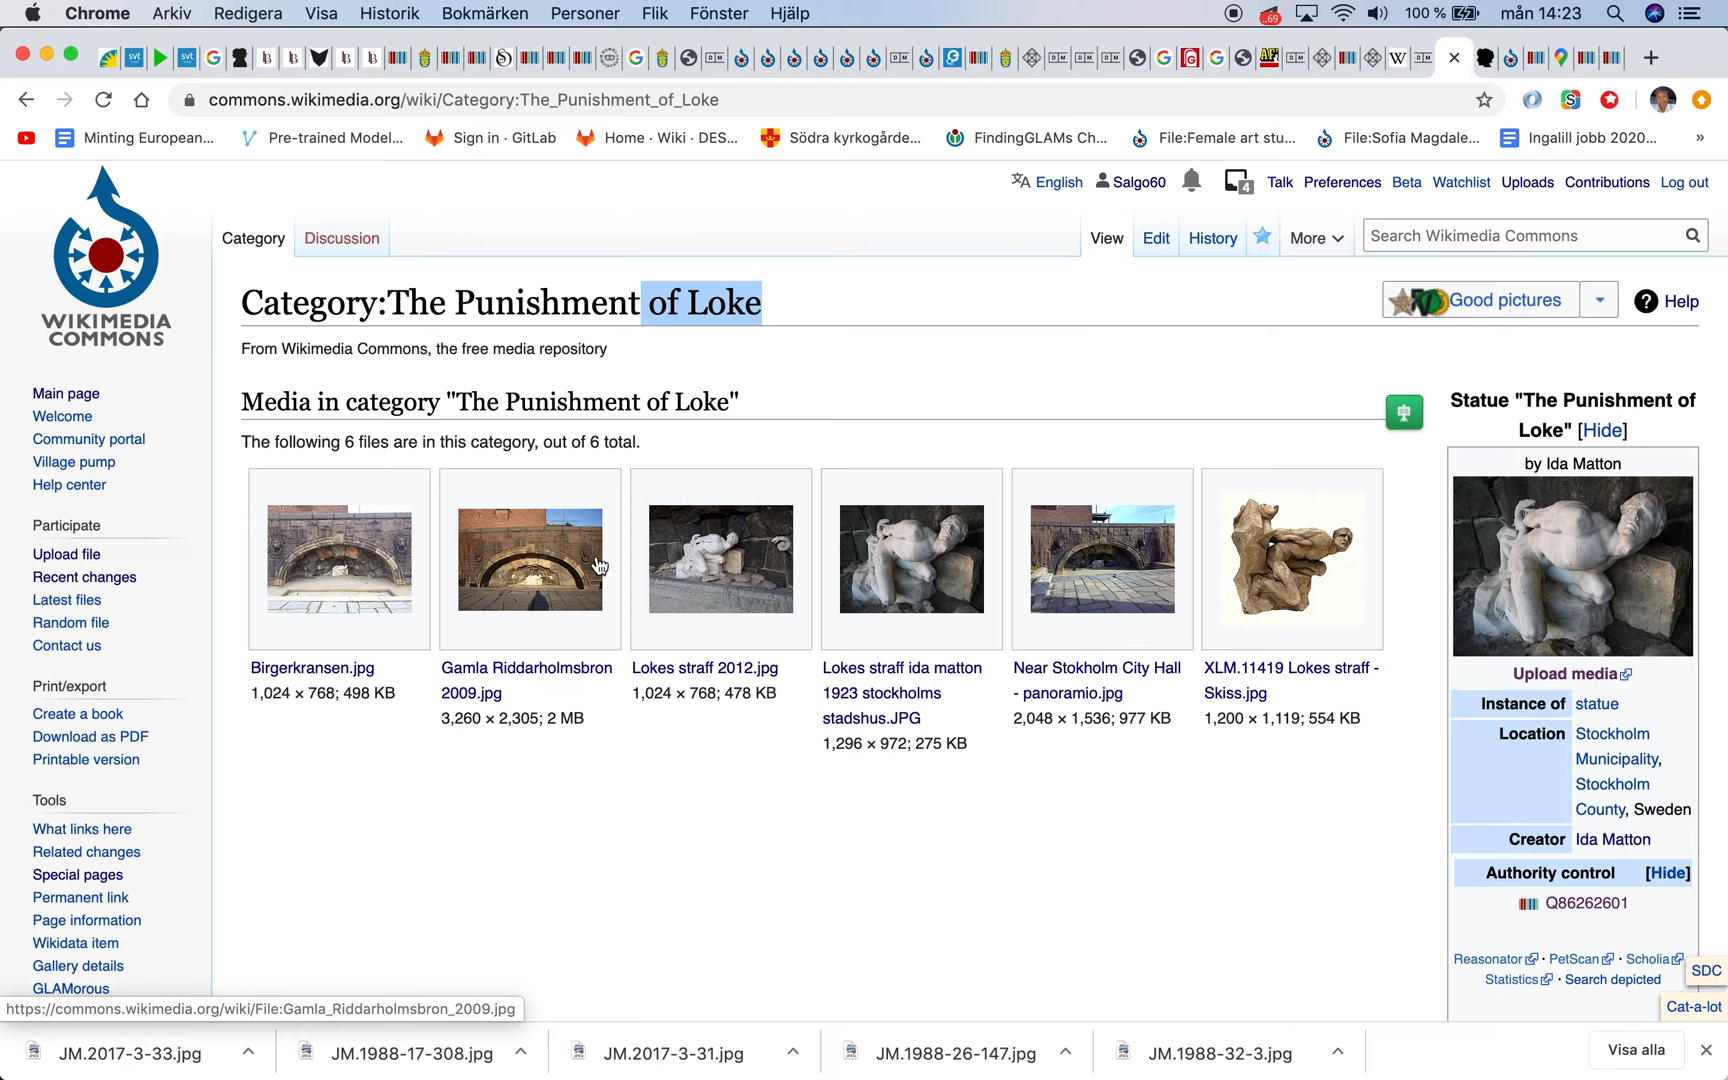 Chrome Arkiv Redigera Visa Historik Bokmärken Personer Flik Fönster Hjälp .69 100 % mån 14:23
commons.wikimedia.org/wiki/Category:The_Punishment_of_Loke
Minting European... Pre-trained Model... Sign in · GitLab Home · Wiki · DES... Södra kyrkogårde... FindingGLAMs Ch... File:Female art stu... File:Sofia Magdale... Ingalill jobb 2020... »
English Salgo60 4 Talk Preferences Beta Watchlist Uploads Contributions Log out
Category Discussion View Edit History More Search Wikimedia Commons
WIKIMEDIA
COMMONS
Category:The Punishment of Loke
Good pictures Help
From Wikimedia Commons, the free media repository
Media in category "The Punishment of Loke"
The following 6 files are in this category, out of 6 total.
Birgerkransen.jpg
1,024 × 768; 498 KB
Gamla Riddarholmsbron
2009.jpg
3,260 × 2,305; 2 MB
Lokes straff 2012.jpg
1,024 × 768; 478 KB
Lokes straff ida matton
1923 stockholms
stadshus.JPG
1,296 × 972; 275 KB
Near Stokholm City Hall
- panoramio.jpg
2,048 × 1,536; 977 KB
XLM.11419 Lokes straff -
Skiss.jpg
1,200 × 1,119; 554 KB
Statue "The Punishment of
Loke" [Hide]
by Ida Matton
Upload media
Instance of statue
Location Stockholm
Municipality,
Stockholm
County, Sweden
Creator Ida Matton
Authority control [Hide]
Q86262601
Reasonator · PetScan · Scholia
Statistics · Search depicted
SDC
Cat-a-lot
Main page
Welcome
Community portal
Village pump
Help center
Participate
Upload file
Recent changes
Latest files
Random file
Contact us
Print/export
Create a book
Download as PDF
Printable version
Tools
What links here
Related changes
Special pages
Permanent link
Page information
Wikidata item
Gallery details
GLAMorous
https://commons.wikimedia.org/wiki/File:Gamla_Riddarholmsbron_2009.jpg
JM.2017-3-33.jpg JM.1988-17-308.jpg JM.2017-3-31.jpg JM.1988-26-147.jpg JM.1988-32-3.jpg Visa alla